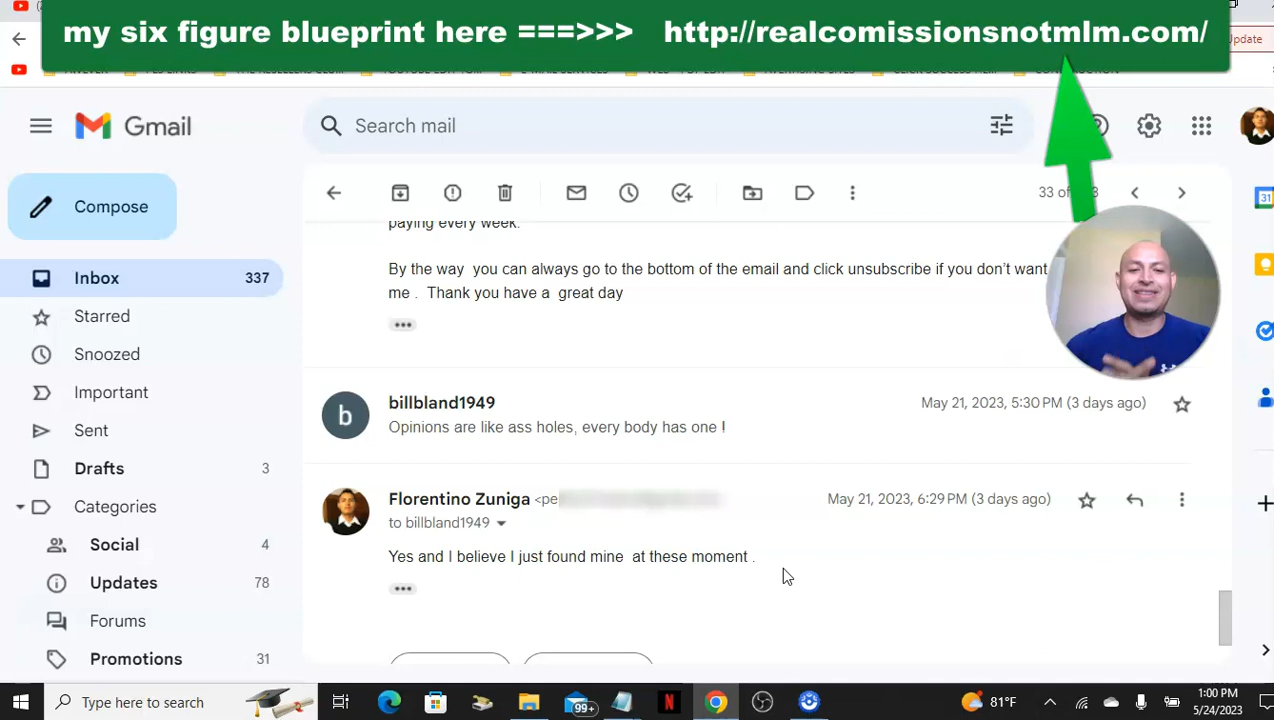 my six figure blueprint here ===>>> http://realcomissionsnotmlm.com/
Update
Gmail
Search mail
Compose
33 of
paying every week.
Inbox 337
By the way you can always go to the bottom of the email and click unsubscribe if you don't want
me . Thank you have a great day
Starred
Snoozed
Important
billbland1949 May 21, 2023, 5:30 PM (3 days ago)
b
Opinions are like ass holes, every body has one !
Sent
Drafts 3
Florentino Zuniga <pe May 21, 2023, 6:29 PM (3 days ago)
to billbland1949
Categories
Social 4
Yes and I believe I just found mine at these moment .
Updates 78
Forums
Promotions 31
Type here to search
99+
81°F
1:00 PM
5/24/2023
31